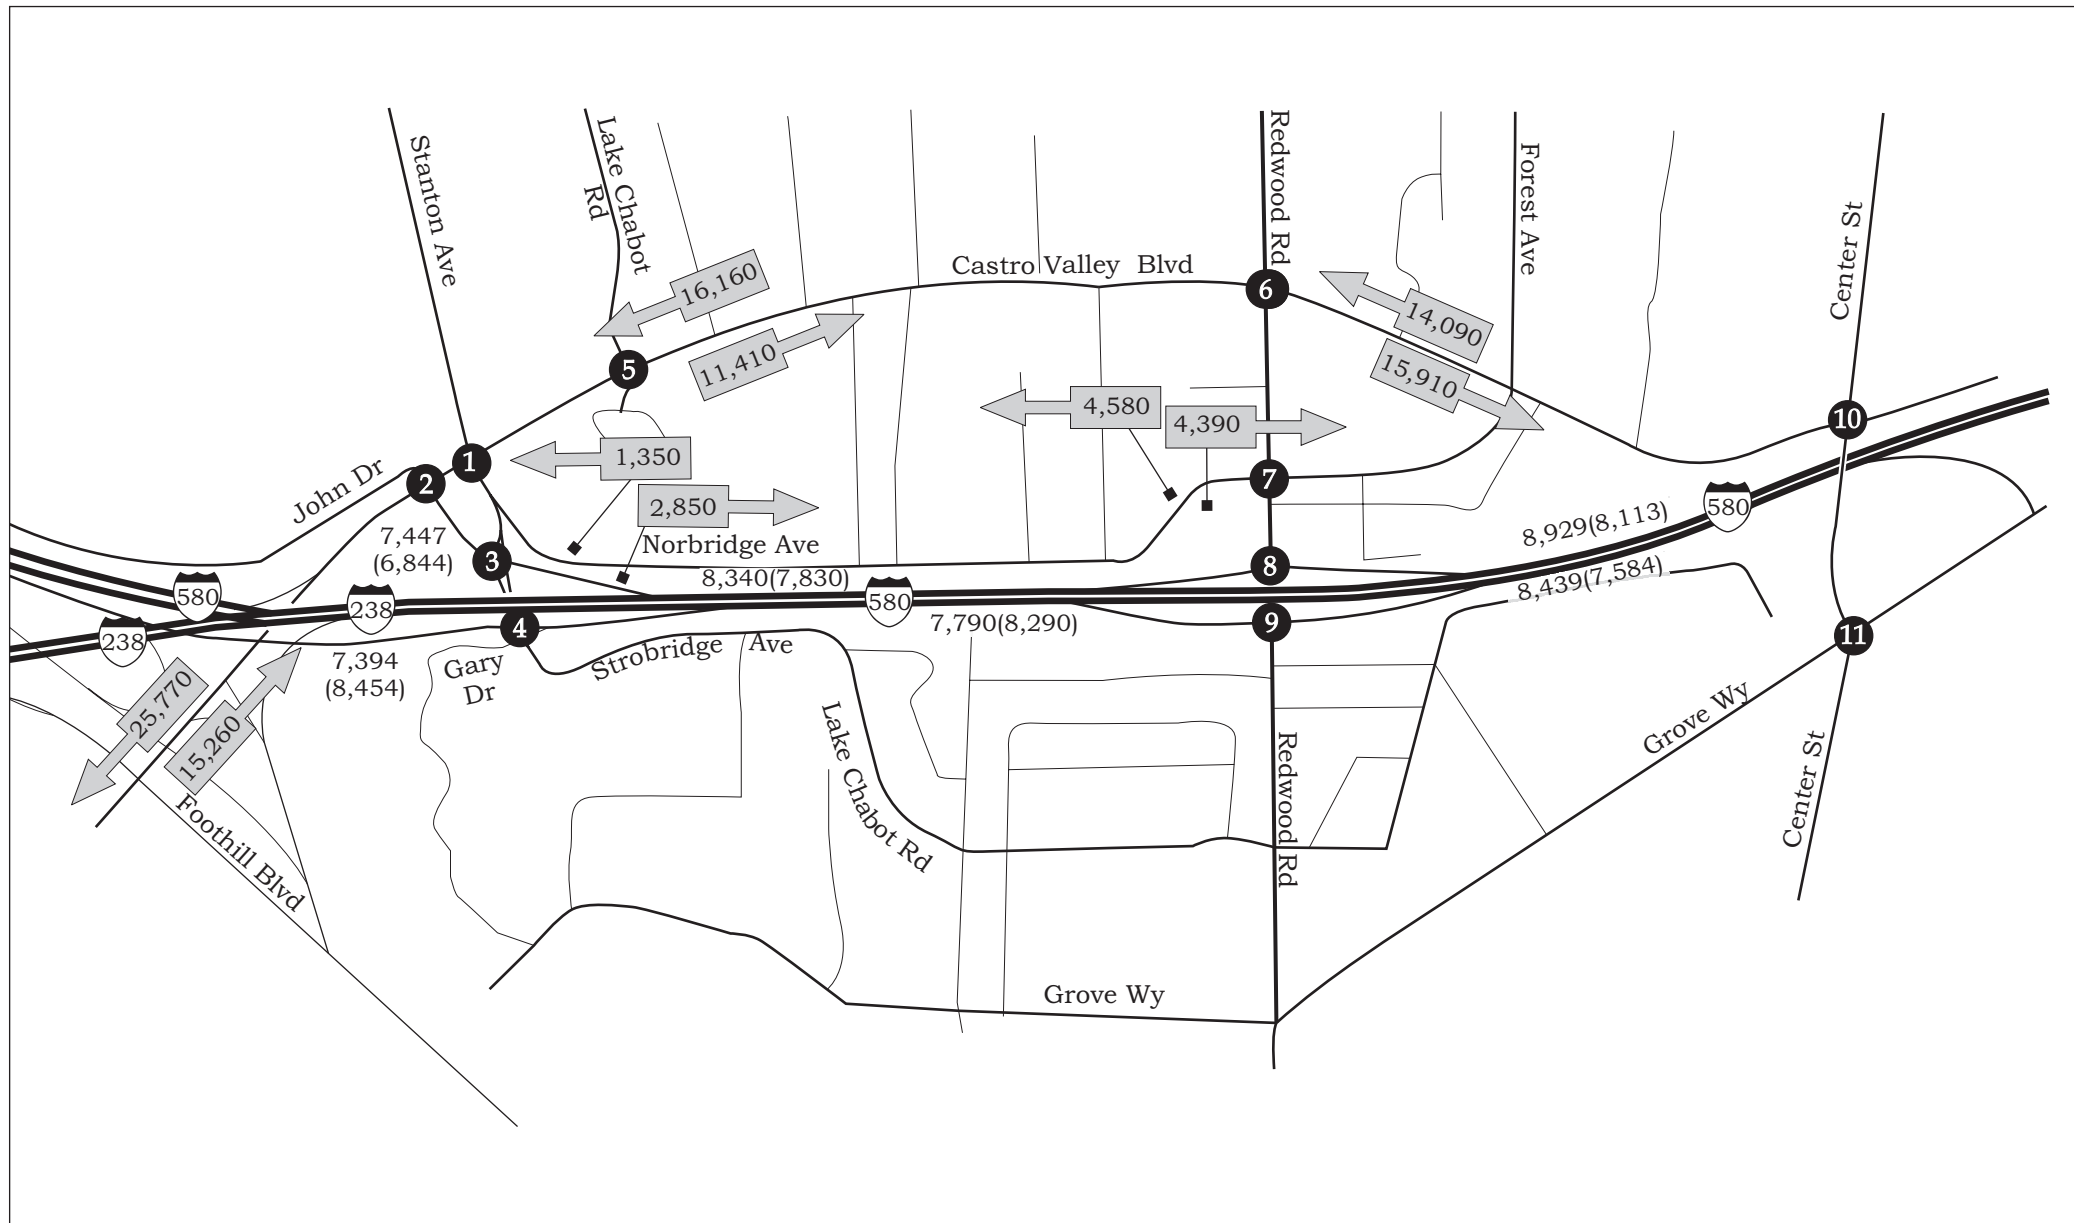 Stanton Ave
Lake Chabot
Rd
Redwood Rd
Forest Ave
Center St
Castro Valley Blvd
16,160
11,410
6
14,090
15,910
5
4,580
4,390
10
John Dr
2
1
1,350
7
2,850
580
7,447
(6,844)
3
Norbridge Ave
8
8,929(8,113)
580
238
8,340(7,830)
580
8,439(7,584)
238
4
7,790(8,290)
9
11
7,394
(8,454)
Gary
Dr
Strobridge Ave
25,770
15,260
Lake Chabot Rd
Redwood Rd
Grove Wy
Center St
Foothill Blvd
Grove Wy